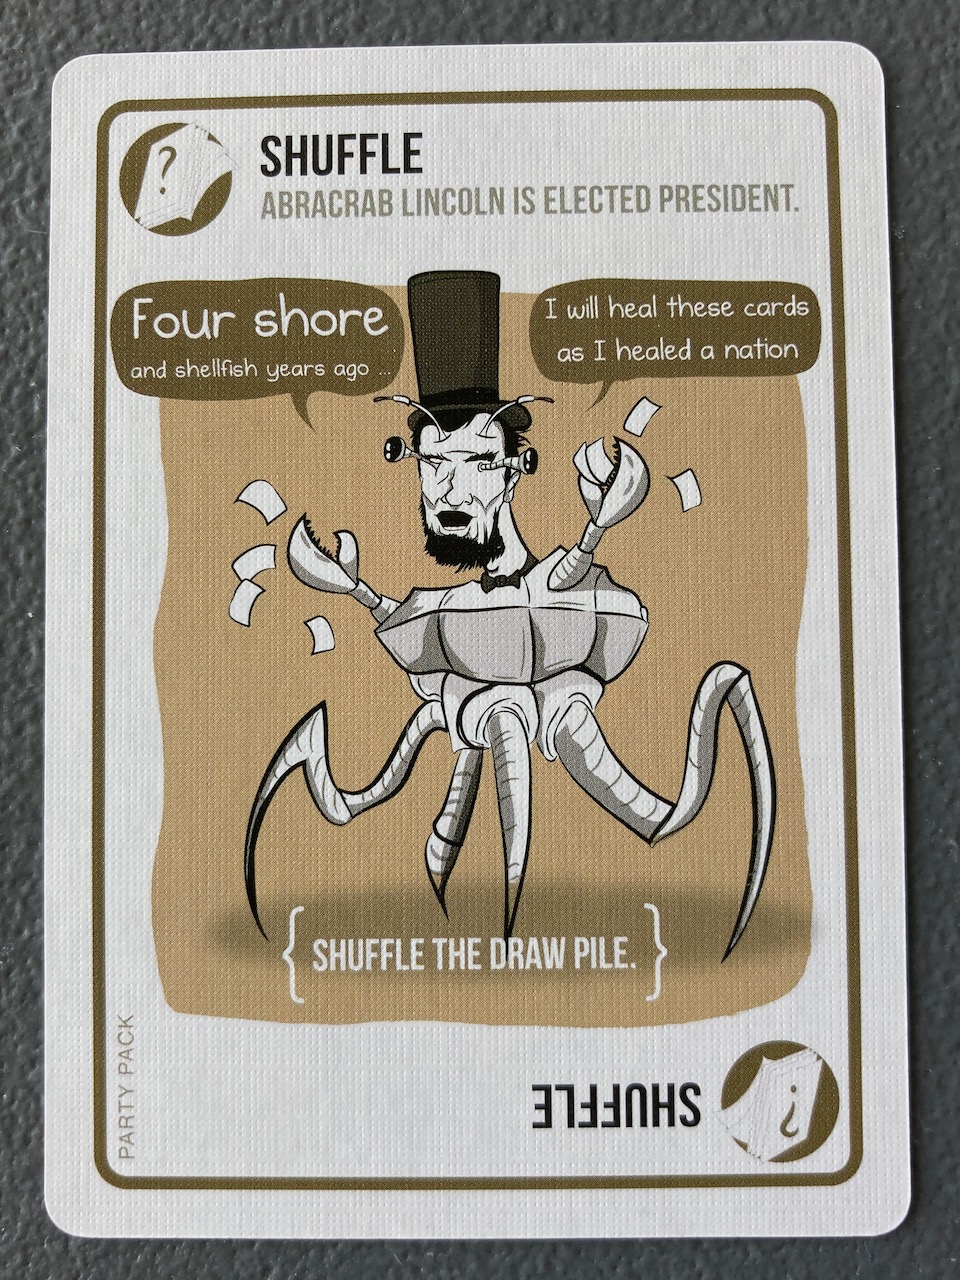 ?
SHUFFLE
ABRACRAB LINCOLN IS ELECTED PRESIDENT.
Four shore
and shellfish years ago ...
I will heal these cards
as I healed a nation
{ SHUFFLE THE DRAW PILE. }
PARTY PACK
SHUFFLE
?